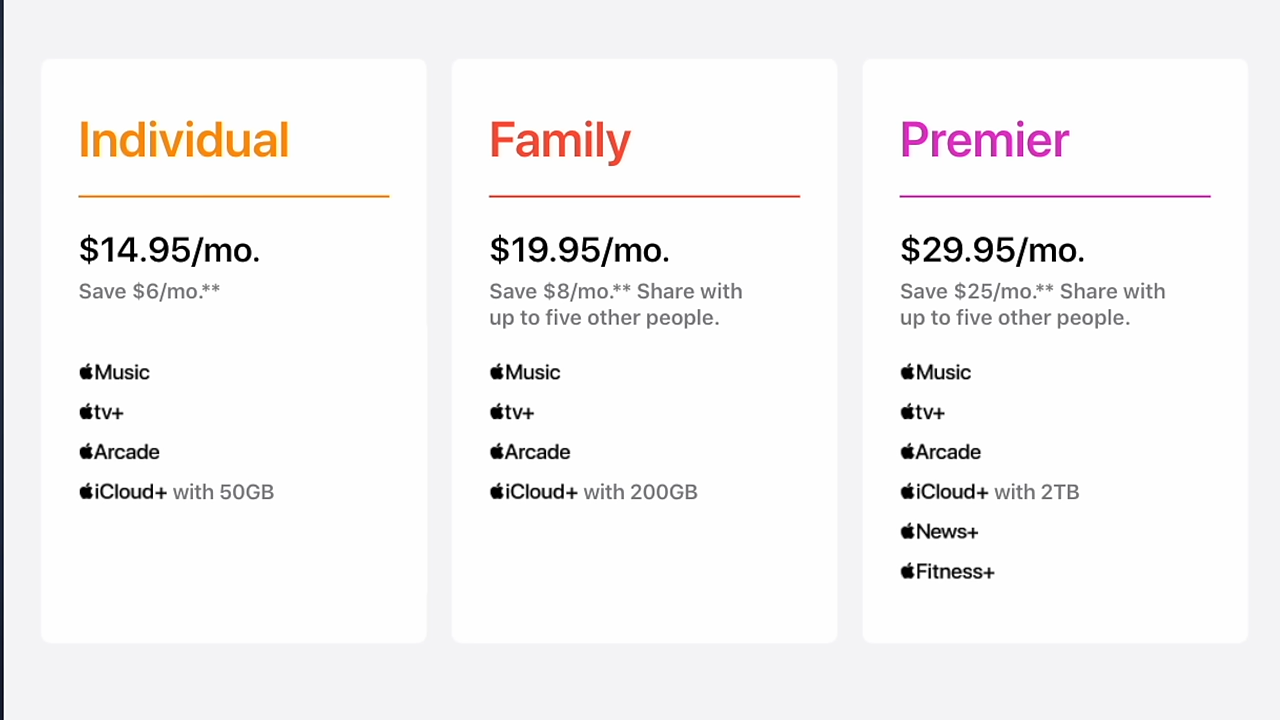 Individual
$14.95/mo.
Save $6/mo.**
Music
tv+
Arcade
iCloud+ with 50GB
Family
$19.95/mo.
Save $8/mo.** Share with
up to five other people.
Music
tv+
Arcade
iCloud+ with 200GB
Premier
$29.95/mo.
Save $25/mo.** Share with
up to five other people.
Music
tv+
Arcade
iCloud+ with 2TB
News+
Fitness+